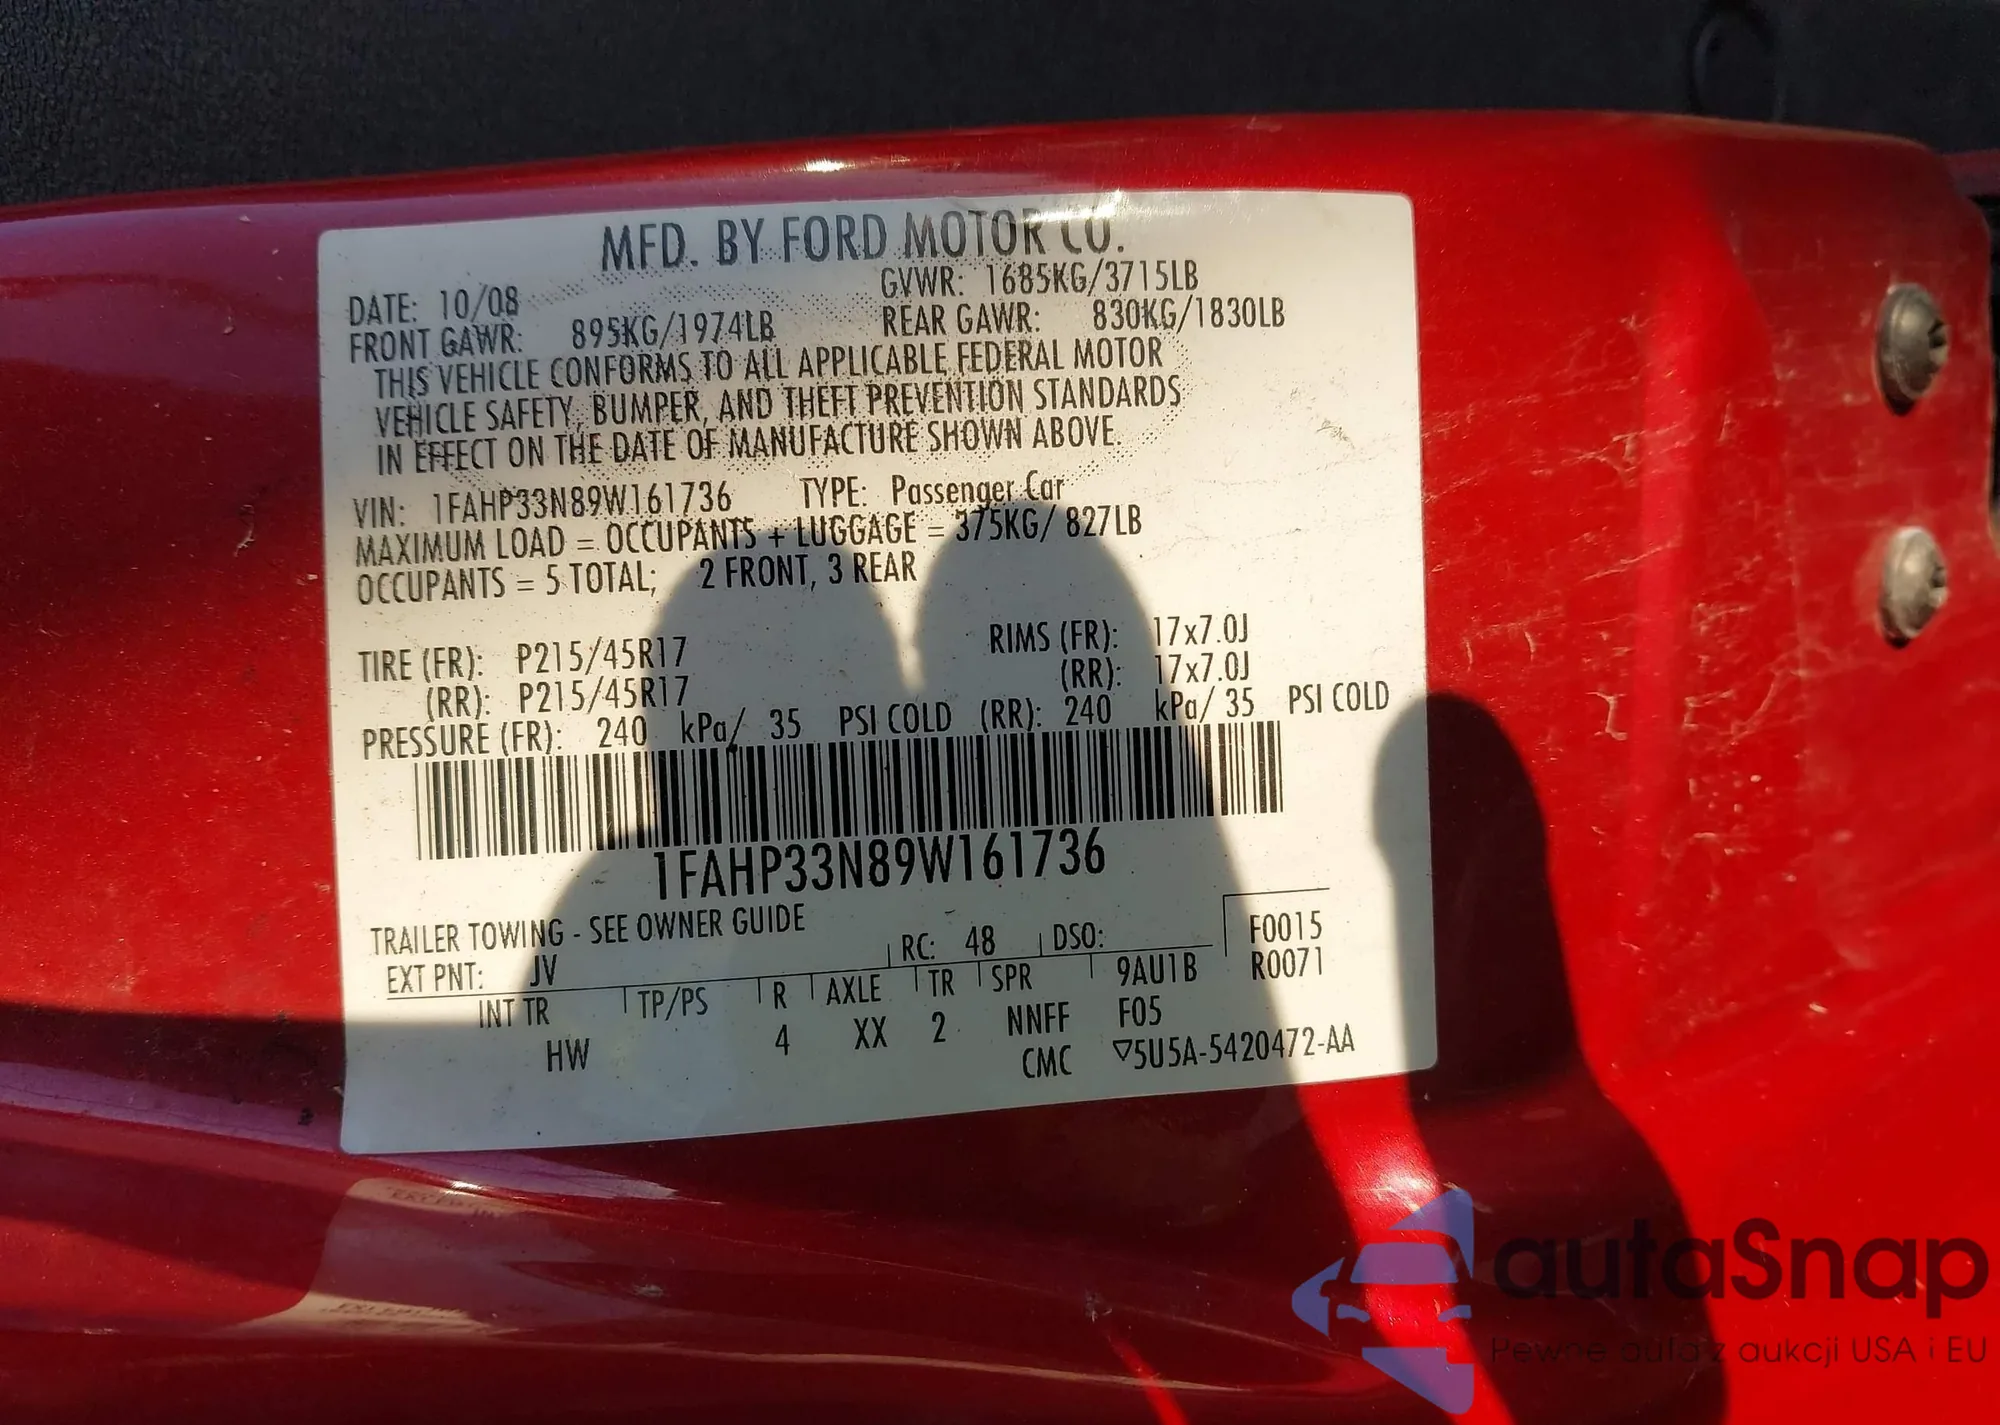 MFD. BY FORD MOTOR CO.
DATE: 10/08 GVWR: 1685KG/3715LB
FRONT GAWR: 895KG/1974LB REAR GAWR: 830KG/1830LB
THIS VEHICLE CONFORMS TO ALL APPLICABLE FEDERAL MOTOR
VEHICLE SAFETY, BUMPER, AND THEFT PREVENTION STANDARDS
IN EFFECT ON THE DATE OF MANUFACTURE SHOWN ABOVE.
VIN: 1FAHP33N89W161736 TYPE: Passenger Car
MAXIMUM LOAD = OCCUPANTS + LUGGAGE = 375KG/ 827LB
OCCUPANTS = 5 TOTAL; 2 FRONT, 3 REAR
TIRE (FR): P215/45R17 RIMS (FR): 17x7.0J
(RR): P215/45R17 (RR): 17x7.0J
PRESSURE (FR): 240 kPa/ 35 PSI COLD (RR): 240 kPa/ 35 PSI COLD
1FAHP33N89W161736
TRAILER TOWING - SEE OWNER GUIDE
EXT PNT: JV RC: 48 DSO: F0015
INT TR TP/PS R AXLE TR SPR 9AU1B R0071
HW 4 XX 2 NNFF F05
CMC ▽5U5A-5420472-AA
autaSnap
Pewne auta z aukcji USA i EU